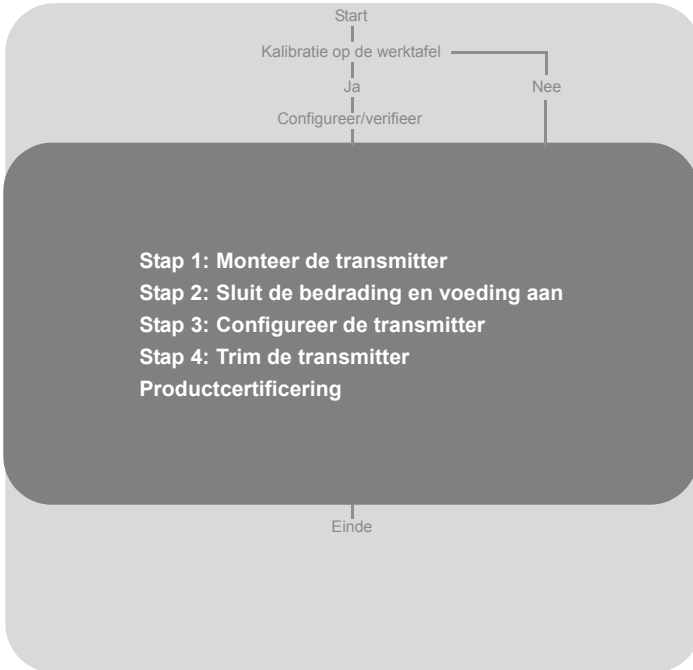 Start
Kalibratie op de werktafel
Ja
Nee
Configureer/verifieer
Stap 1: Monteer de transmitter
Stap 2: Sluit de bedrading en voeding aan
Stap 3: Configureer de transmitter
Stap 4: Trim de transmitter
Productcertificering
Einde